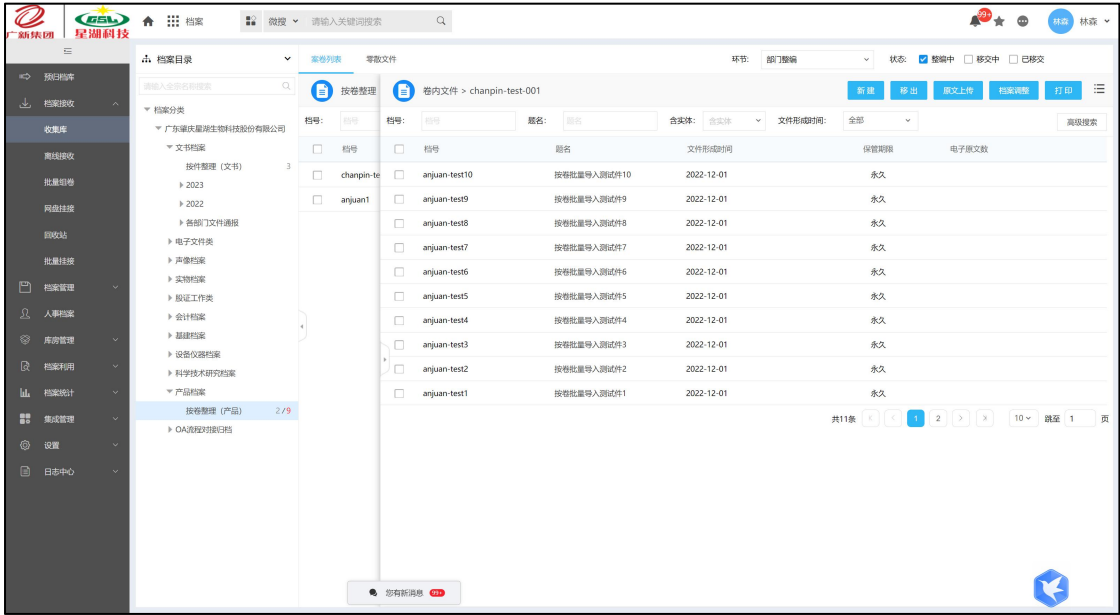 广新集团
GSL
星湖科技
档案
微搜
请输入关键词搜索
99+
林森
林森
预归档库
档案接收
收集库
离线接收
批量组卷
网盘挂接
回收站
批量挂接
档案管理
人事档案
库房管理
档案利用
档案统计
集成管理
设置
日志中心
档案目录
请输入全宗名称搜索
档案分类
广东肇庆星湖生物科技股份有限公司
文书档案
按件整理（文书） 3
2023
2022
各部门文件通报
电子文件类
声像档案
实物档案
股证工作类
会计档案
基建档案
设备仪器档案
科学技术研究档案
产品档案
按卷整理（产品） 2/9
OA流程对接归档
案卷列表 零散文件
环节: 部门整编 状态: 整编中 移交中 已移交
按卷整理
档号: 档号
档号
chanpin-te
anjuan1
卷内文件 > chanpin-test-001
新建 移出 原文上传 档案调整 打印
档号: 档号 题名: 题名 含实体: 含实体 文件形成时间: 全部 高级搜索
档号 题名 文件形成时间 保管期限 电子原文数
anjuan-test10 按卷批量导入测试件10 2022-12-01 永久
anjuan-test9 按卷批量导入测试件9 2022-12-01 永久
anjuan-test8 按卷批量导入测试件8 2022-12-01 永久
anjuan-test7 按卷批量导入测试件7 2022-12-01 永久
anjuan-test6 按卷批量导入测试件6 2022-12-01 永久
anjuan-test5 按卷批量导入测试件5 2022-12-01 永久
anjuan-test4 按卷批量导入测试件4 2022-12-01 永久
anjuan-test3 按卷批量导入测试件3 2022-12-01 永久
anjuan-test2 按卷批量导入测试件2 2022-12-01 永久
anjuan-test1 按卷批量导入测试件1 2022-12-01 永久
共11条 1 2 10 跳至 1 页
您有新消息 99+